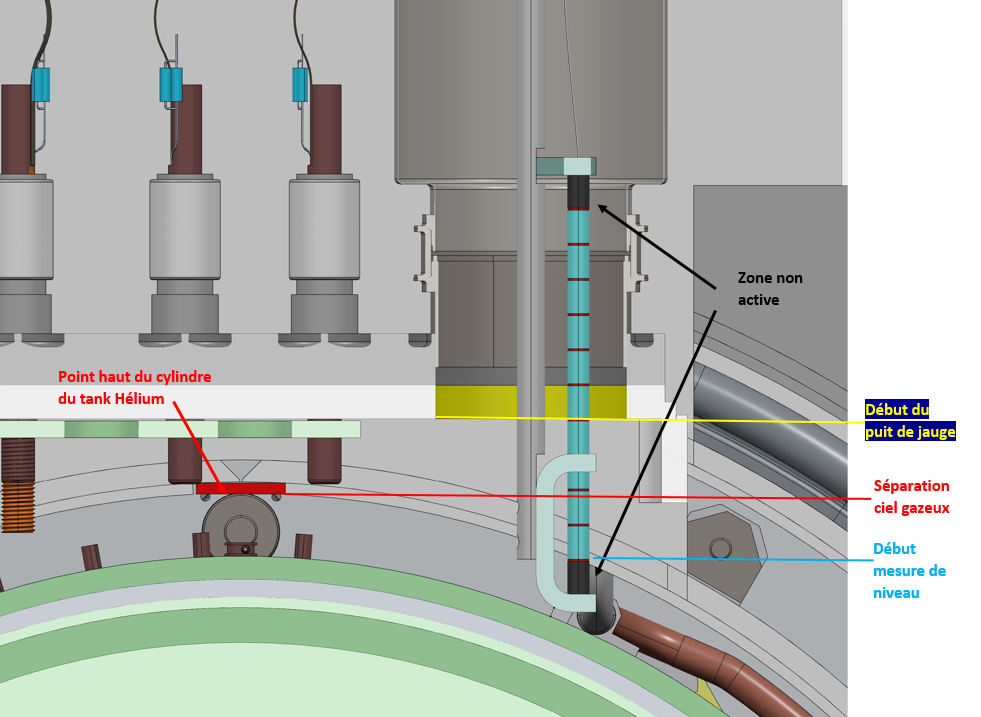 Zone non
active
Point haut du cylindre
du tank Hélium
Début du
puit de jauge
Séparation
ciel gazeux
Début
mesure de
niveau